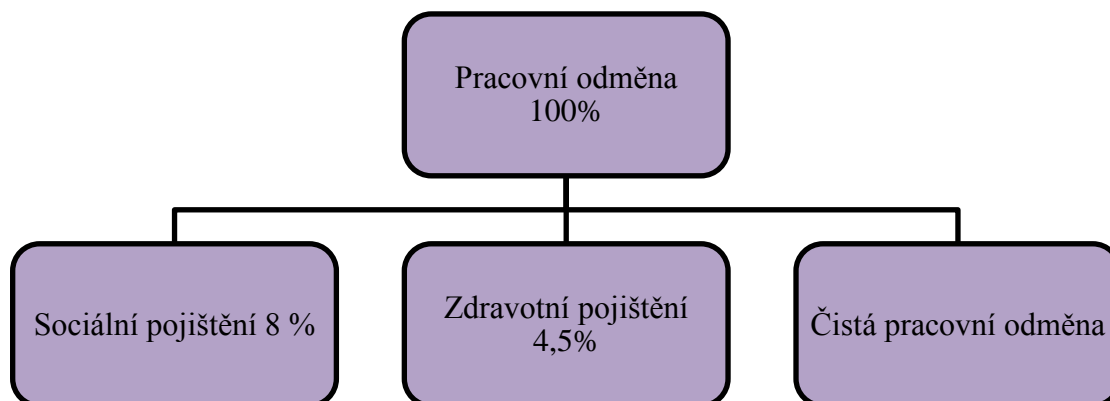 Pracovní odměna
100%
Sociální pojištění 8 %
Zdravotní pojištění
4,5%
Čistá pracovní odměna